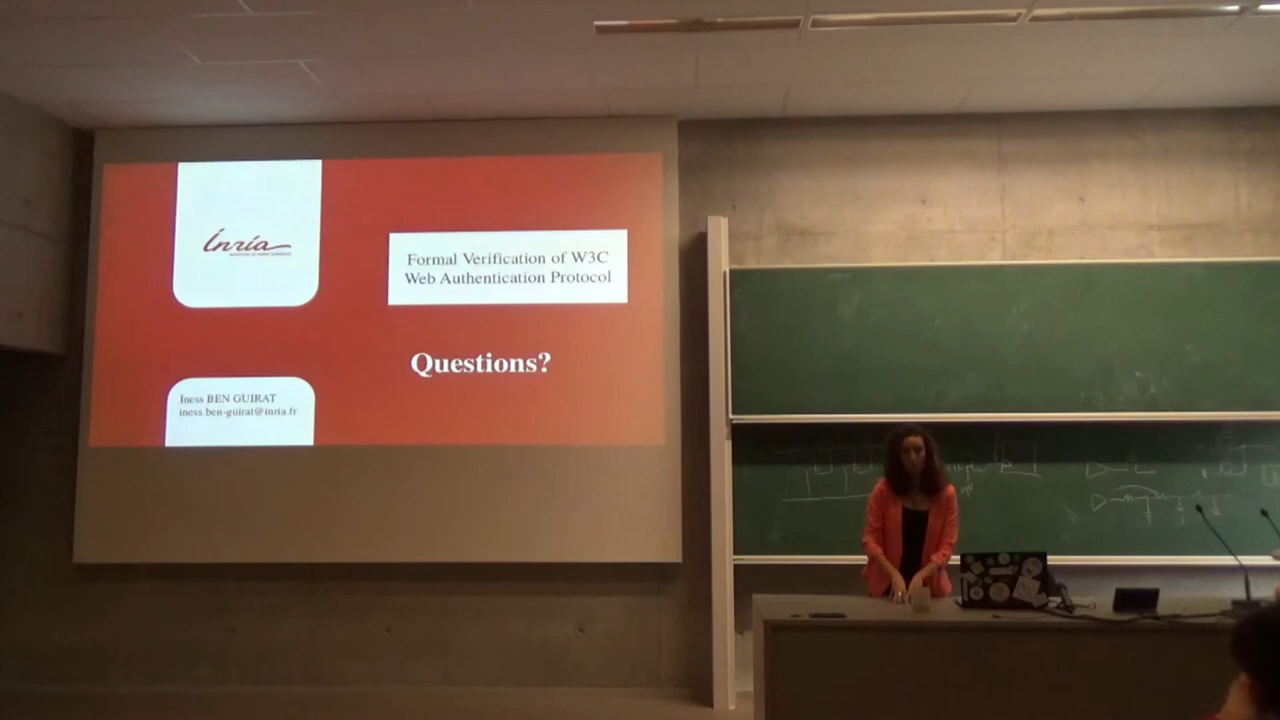 Inria
Formal Verification of W3C
Web Authentication Protocol
Questions?
Iness BEN GUIRAT
iness.ben-guirat@inria.fr